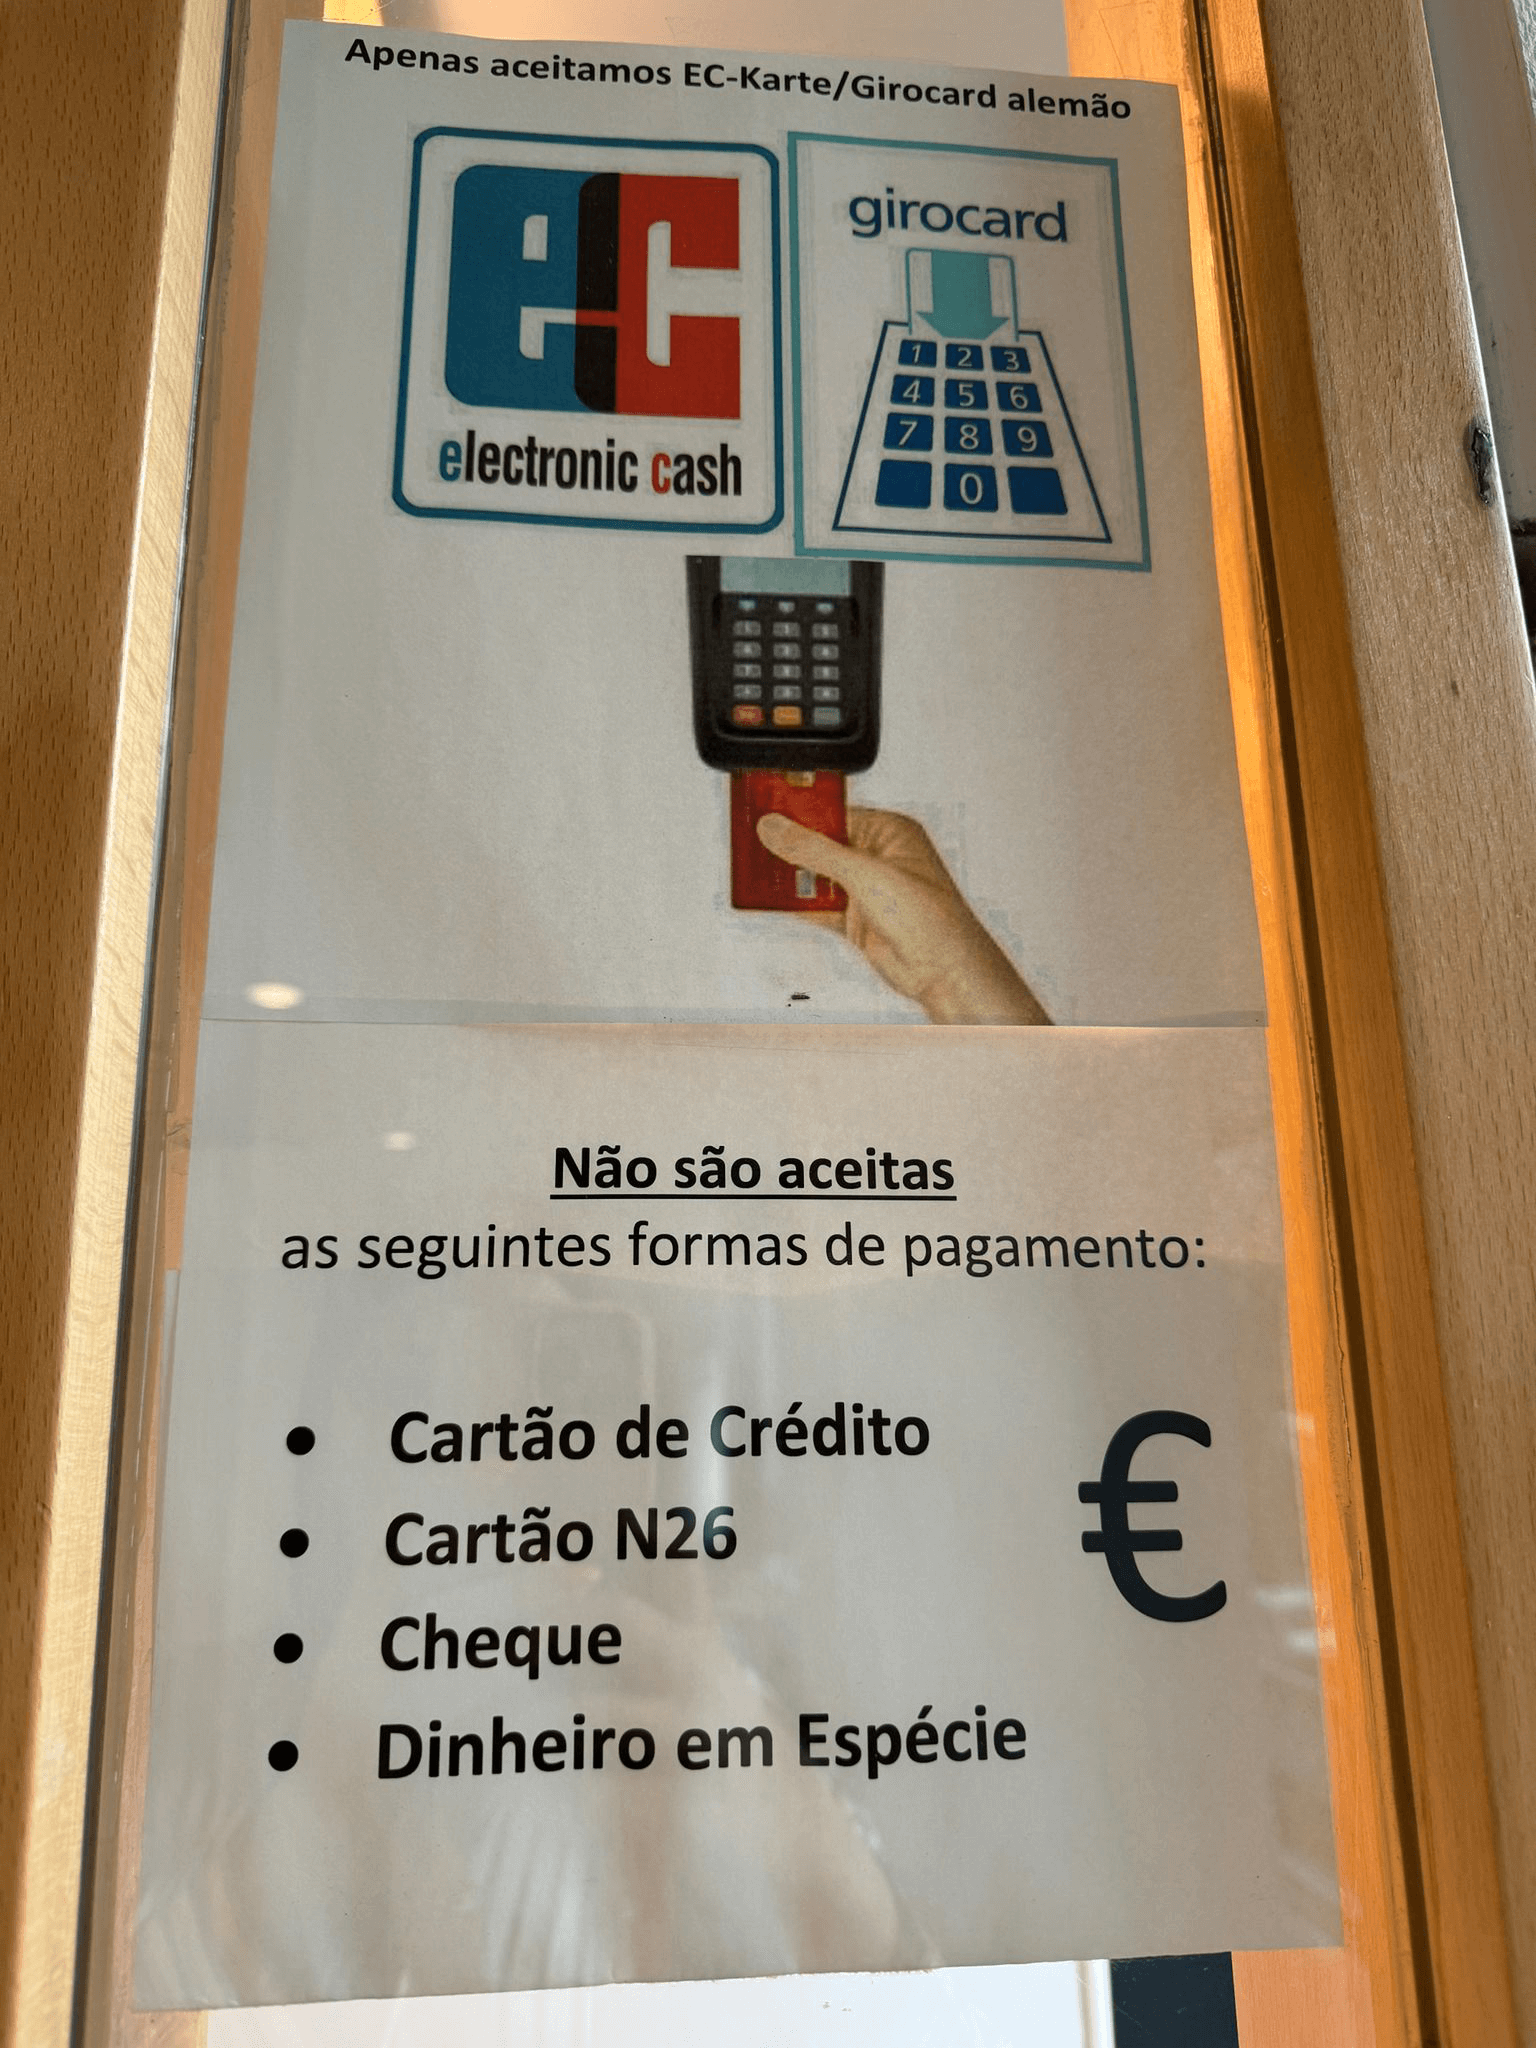 Apenas aceitamos EC-Karte/Girocard alemão
ec
electronic cash
girocard
1 2 3
4 5 6
7 8 9
0
Não são aceitas
as seguintes formas de pagamento:
• Cartão de Crédito
• Cartão N26
• Cheque
• Dinheiro em Espécie
€